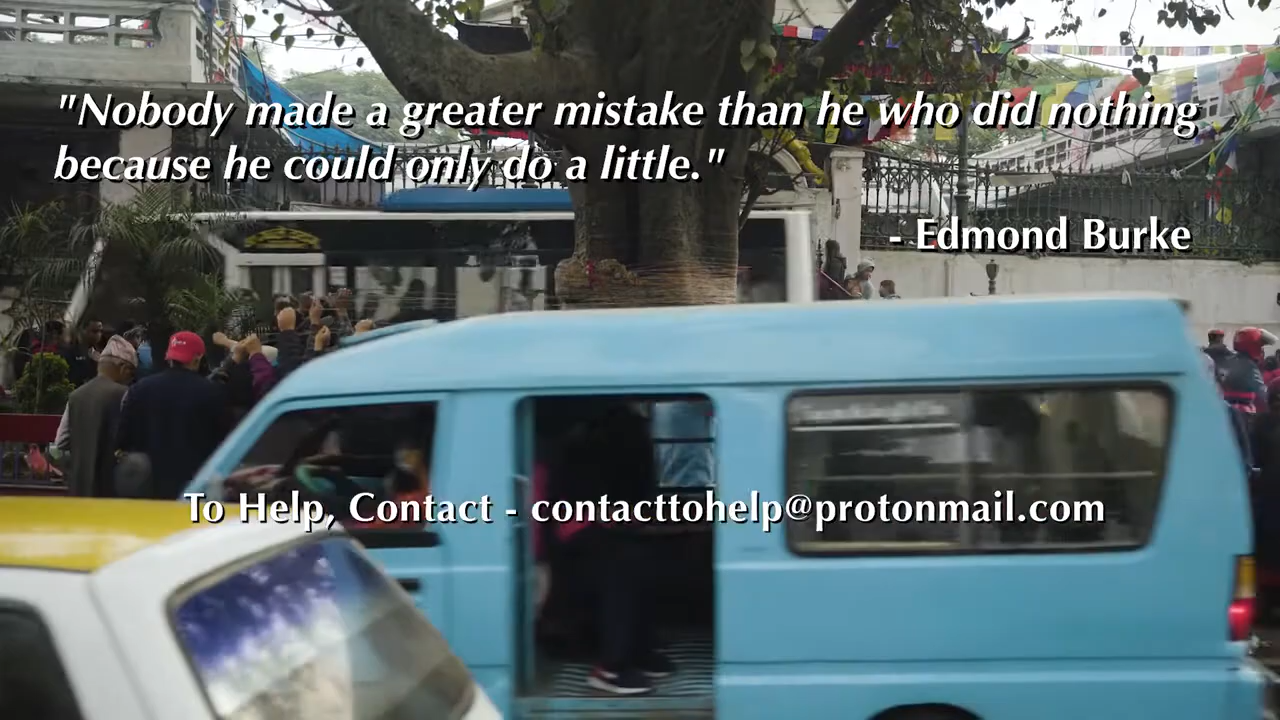 "Nobody made a greater mistake than he who did nothing
because he could only do a little."
- Edmond Burke
To Help, Contact - contacttohelp@protonmail.com